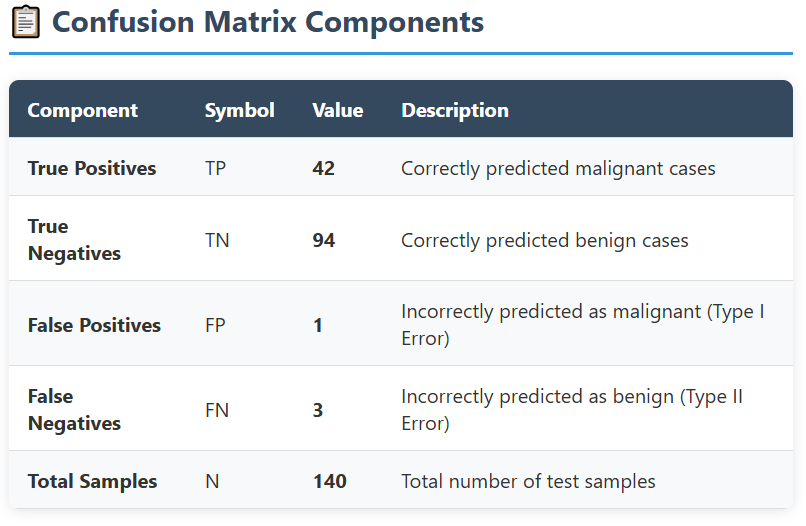 Confusion Matrix Components
Component Symbol Value Description
True Positives TP 42 Correctly predicted malignant cases
True
Negatives TN 94 Correctly predicted benign cases
False Positives FP 1 Incorrectly predicted as malignant (Type I
Error)
False
Negatives FN 3 Incorrectly predicted as benign (Type II
Error)
Total Samples N 140 Total number of test samples